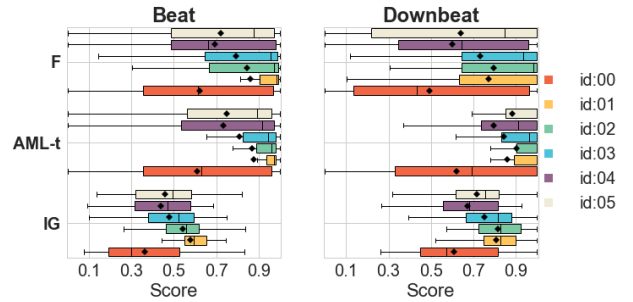 Beat
Downbeat
F
AML-t
IG
0.1 0.3 0.5 0.7 0.9
0.1 0.3 0.5 0.7 0.9
Score
Score
id:00
id:01
id:02
id:03
id:04
id:05